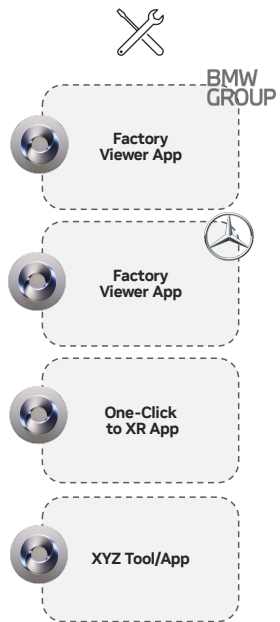 BMW
GROUP
Factory
Viewer App
Factory
Viewer App
One-Click
to XR App
XYZ Tool/App